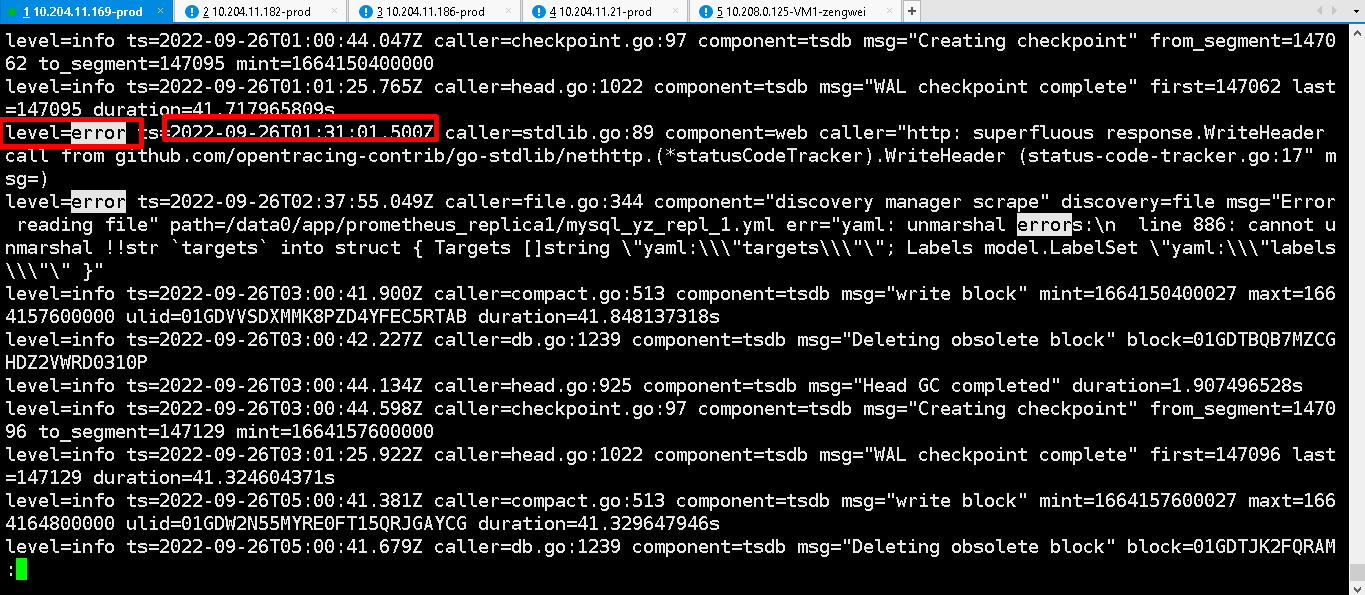 1 10.204.11.169-prod × 2 10.204.11.182-prod × 3 10.204.11.186-prod × 4 10.204.11.21-prod × 5 10.208.0.125-VM1-zengwei × +
level=info ts=2022-09-26T01:00:44.047Z caller=checkpoint.go:97 component=tsdb msg="Creating checkpoint" from_segment=1470
62 to_segment=147095 mint=1664150400000
level=info ts=2022-09-26T01:01:25.765Z caller=head.go:1022 component=tsdb msg="WAL checkpoint complete" first=147062 last
=147095 duration=41.717965809s
level=error ts=2022-09-26T01:31:01.500Z caller=stdlib.go:89 component=web caller="http: superfluous response.WriteHeader
call from github.com/opentracing-contrib/go-stdlib/nethttp.(*statusCodeTracker).WriteHeader (status-code-tracker.go:17" m
sg=)
level=error ts=2022-09-26T02:37:55.049Z caller=file.go:344 component="discovery manager scrape" discovery=file msg="Error
 reading file" path=/data0/app/prometheus_replica1/mysql_yz_repl_1.yml err="yaml: unmarshal errors:\n  line 886: cannot u
nmarshal !!str `targets` into struct { Targets []string \"yaml:\\\"targets\\\"\"; Labels model.LabelSet \"yaml:\\\"labels
\\\"\" }"
level=info ts=2022-09-26T03:00:41.900Z caller=compact.go:513 component=tsdb msg="write block" mint=1664150400027 maxt=166
4157600000 ulid=01GDVVSDXMMK8PZD4YFEC5RTAB duration=41.848137318s
level=info ts=2022-09-26T03:00:42.227Z caller=db.go:1239 component=tsdb msg="Deleting obsolete block" block=01GDTBQB7MZCG
HDZ2VWRD0310P
level=info ts=2022-09-26T03:00:44.134Z caller=head.go:925 component=tsdb msg="Head GC completed" duration=1.907496528s
level=info ts=2022-09-26T03:00:44.598Z caller=checkpoint.go:97 component=tsdb msg="Creating checkpoint" from_segment=1470
96 to_segment=147129 mint=1664157600000
level=info ts=2022-09-26T03:01:25.922Z caller=head.go:1022 component=tsdb msg="WAL checkpoint complete" first=147096 last
=147129 duration=41.324604371s
level=info ts=2022-09-26T05:00:41.381Z caller=compact.go:513 component=tsdb msg="write block" mint=1664157600027 maxt=166
4164800000 ulid=01GDW2N55MYRE0FT15QRJGAYCG duration=41.329647946s
level=info ts=2022-09-26T05:00:41.679Z caller=db.go:1239 component=tsdb msg="Deleting obsolete block" block=01GDTJK2FQRAM
: